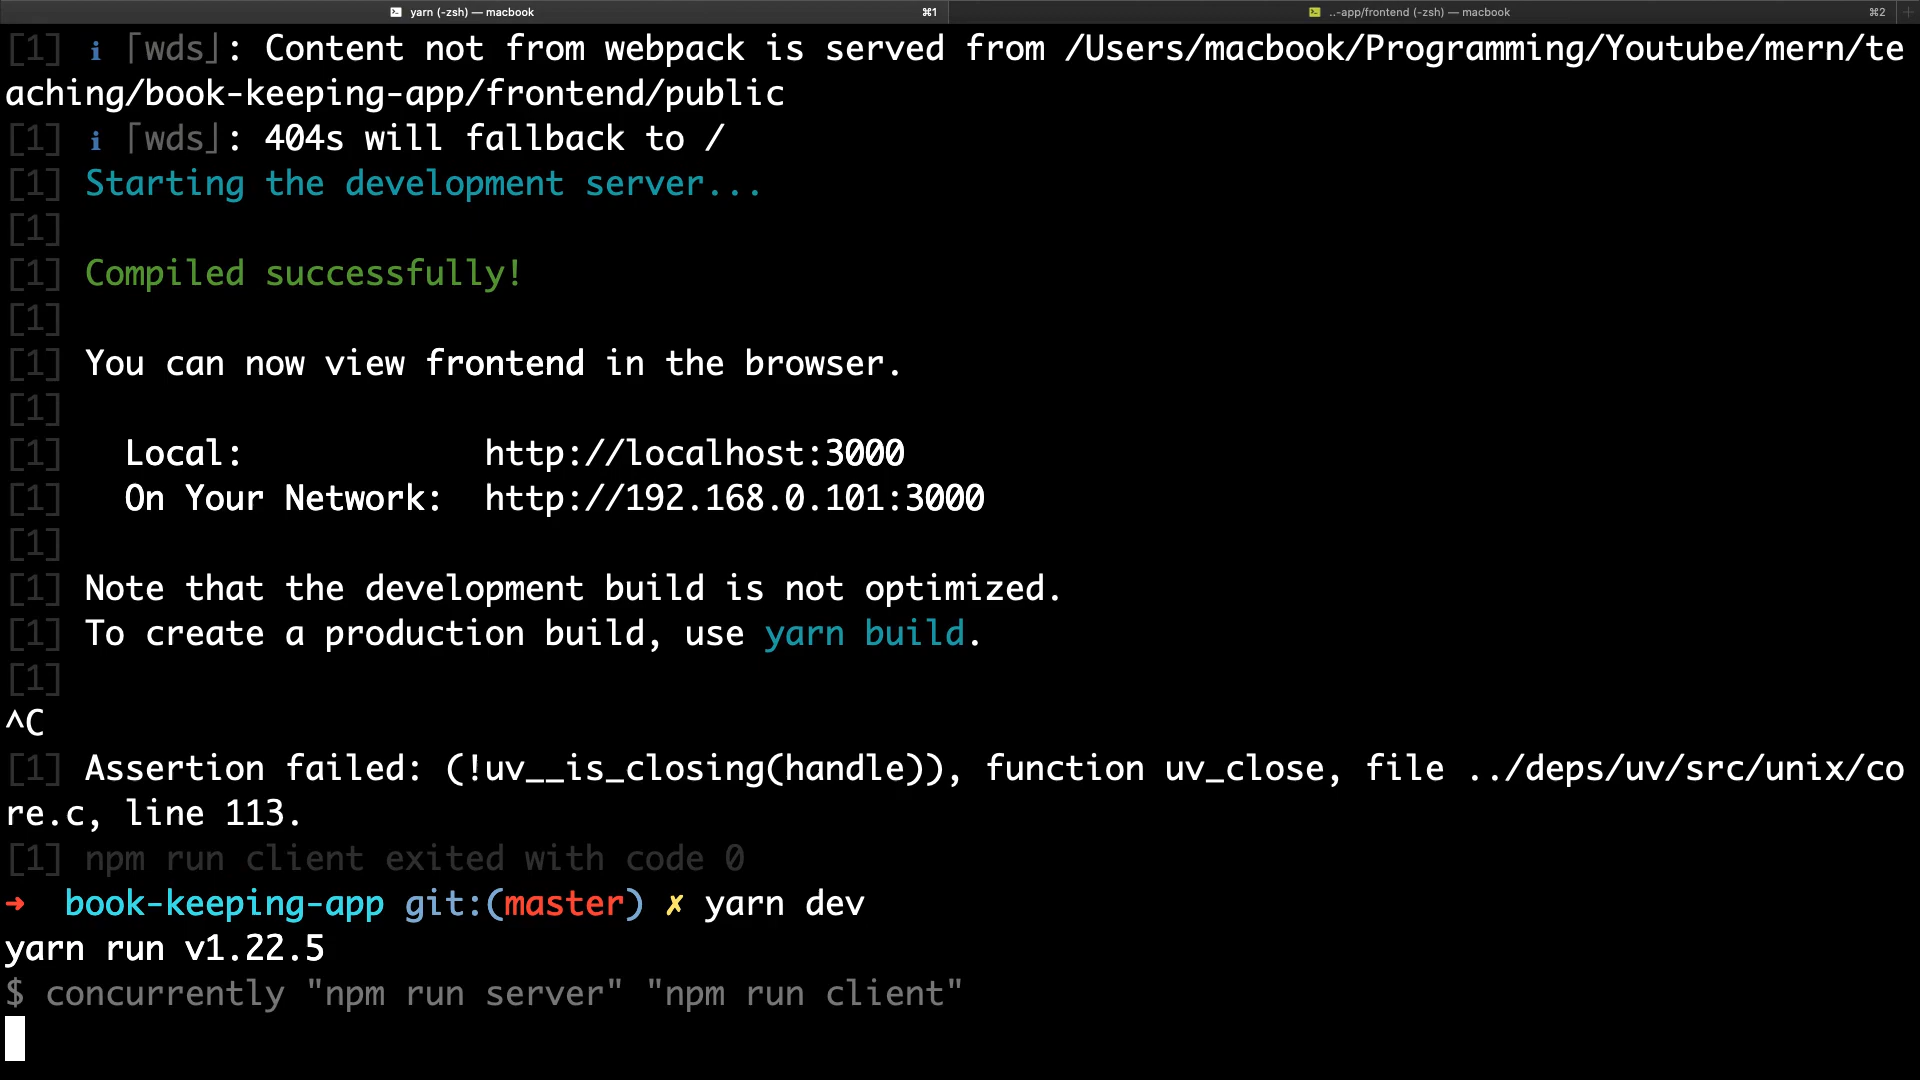 yarn (-zsh) — macbook ⌘1 ..-app/frontend (-zsh) — macbook ⌘2 +
[1] ℹ ⌈wds⌋: Content not from webpack is served from /Users/macbook/Programming/Youtube/mern/te
aching/book-keeping-app/frontend/public
[1] ℹ ⌈wds⌋: 404s will fallback to /
[1] Starting the development server...
[1]
[1] Compiled successfully!
[1]
[1] You can now view frontend in the browser.
[1]
[1]   Local:            http://localhost:3000
[1]   On Your Network:  http://192.168.0.101:3000
[1]
[1] Note that the development build is not optimized.
[1] To create a production build, use yarn build.
[1]
^C
[1] Assertion failed: (!uv__is_closing(handle)), function uv_close, file ../deps/uv/src/unix/co
re.c, line 113.
[1] npm run client exited with code 0
➜  book-keeping-app git:(master) ✗ yarn dev
yarn run v1.22.5
$ concurrently "npm run server" "npm run client"